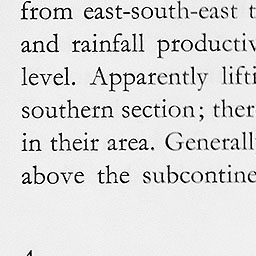 from east-south-east
and rainfall productiv
level. Apparently lifti
southern section; ther
in their area. Generall
above the subcontine